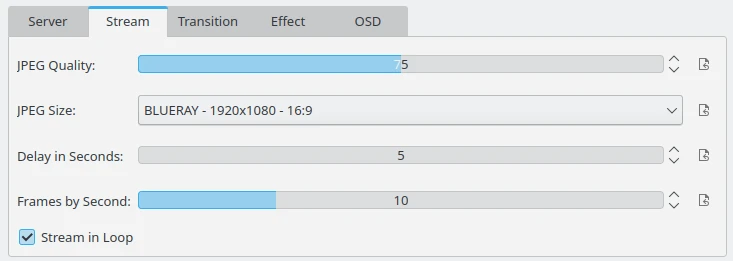 Server Stream Transition Effect OSD
JPEG Quality: 75
JPEG Size: BLUERAY - 1920x1080 - 16:9
Delay in Seconds: 5
Frames by Second: 10
Stream in Loop